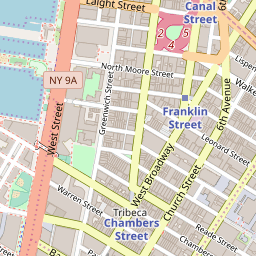 Canal
Street
Laight Street
2
5
4
Lispen
North Moore Street
NY 9A
Walke
Greenwich Street
6th Avenue
Franklin
Street
West Street
Leonard Street
West Broadway
Warren Street
Church Street
Tribeca
Chambers
Street
Reade Street
Chambers